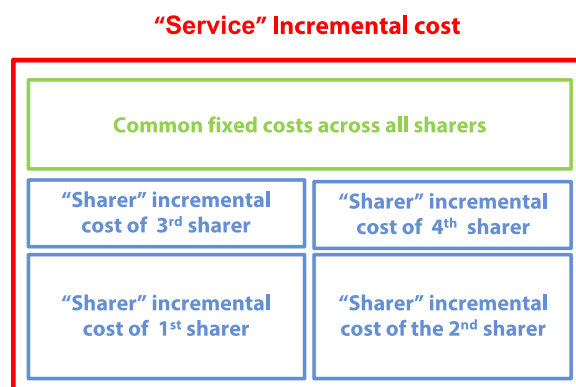 “Service” Incremental cost
Common fixed costs across all sharers
“Sharer” incremental
cost of 3rd sharer
“Sharer” incremental
cost of 4th sharer
“Sharer” incremental
cost of 1st sharer
“Sharer” incremental
cost of the 2nd sharer